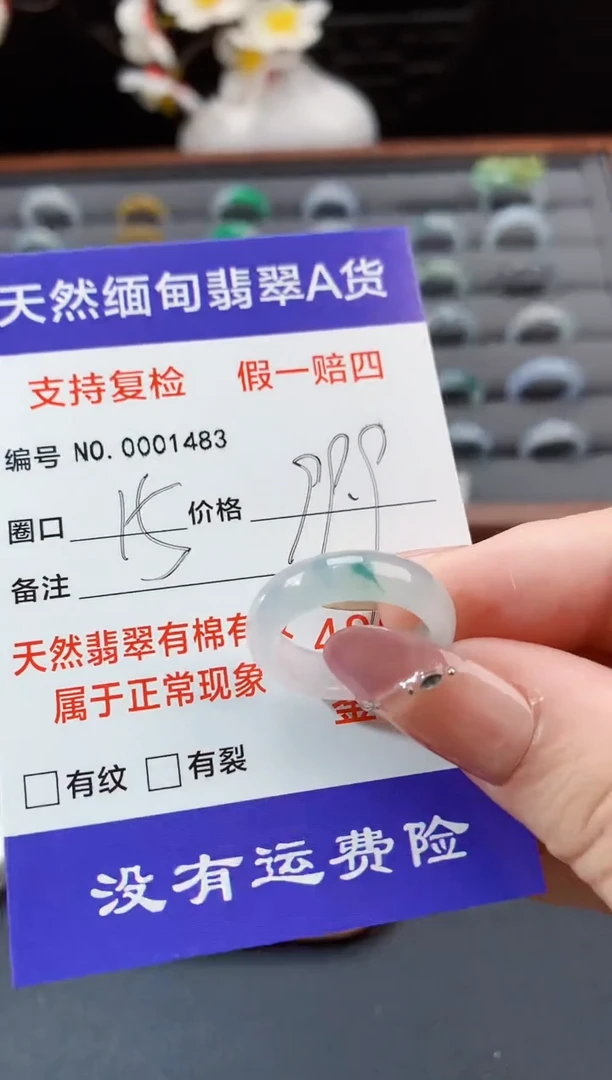 天然缅甸翡翠A货
支持复检 假一赔四
编号 NO.0001483
圈口 价格
备注
天然翡翠有棉有
属于正常现象
金
有纹 有裂
没有运费险